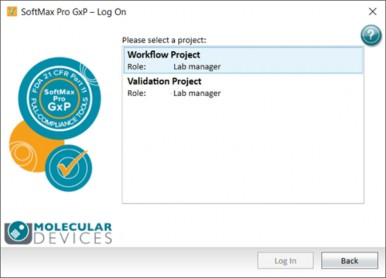 SoftMax Pro GxP – Log On
Please select a project:
Workflow Project
Role: Lab manager
Validation Project
Role: Lab manager
FDA 21 CFR Part 11
SoftMax
Pro
GxP
FULL-COMPLIANCE TOOLS
MOLECULAR
DEVICES
Log In
Back